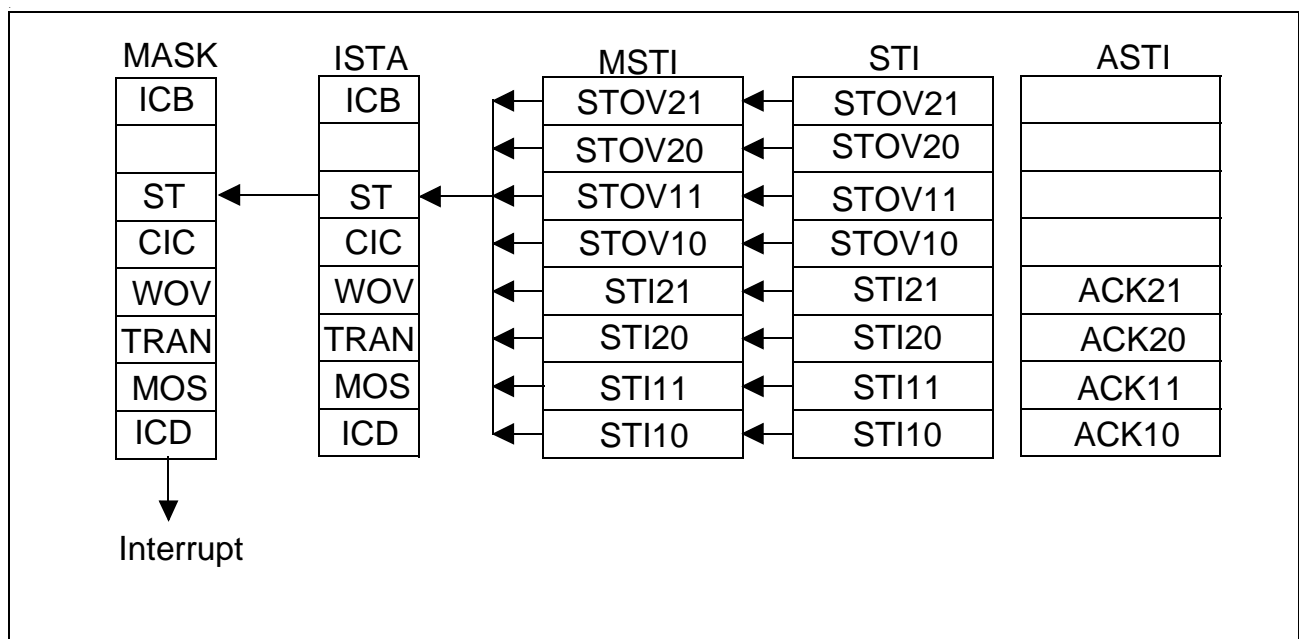 MASK ISTA MSTI STI ASTI
ICB ICB STOV21 STOV21
STOV20 STOV20
ST ST STOV11 STOV11
CIC CIC STOV10 STOV10
WOV WOV STI21 STI21 ACK21
TRAN TRAN STI20 STI20 ACK20
MOS MOS STI11 STI11 ACK11
ICD ICD STI10 STI10 ACK10
Interrupt